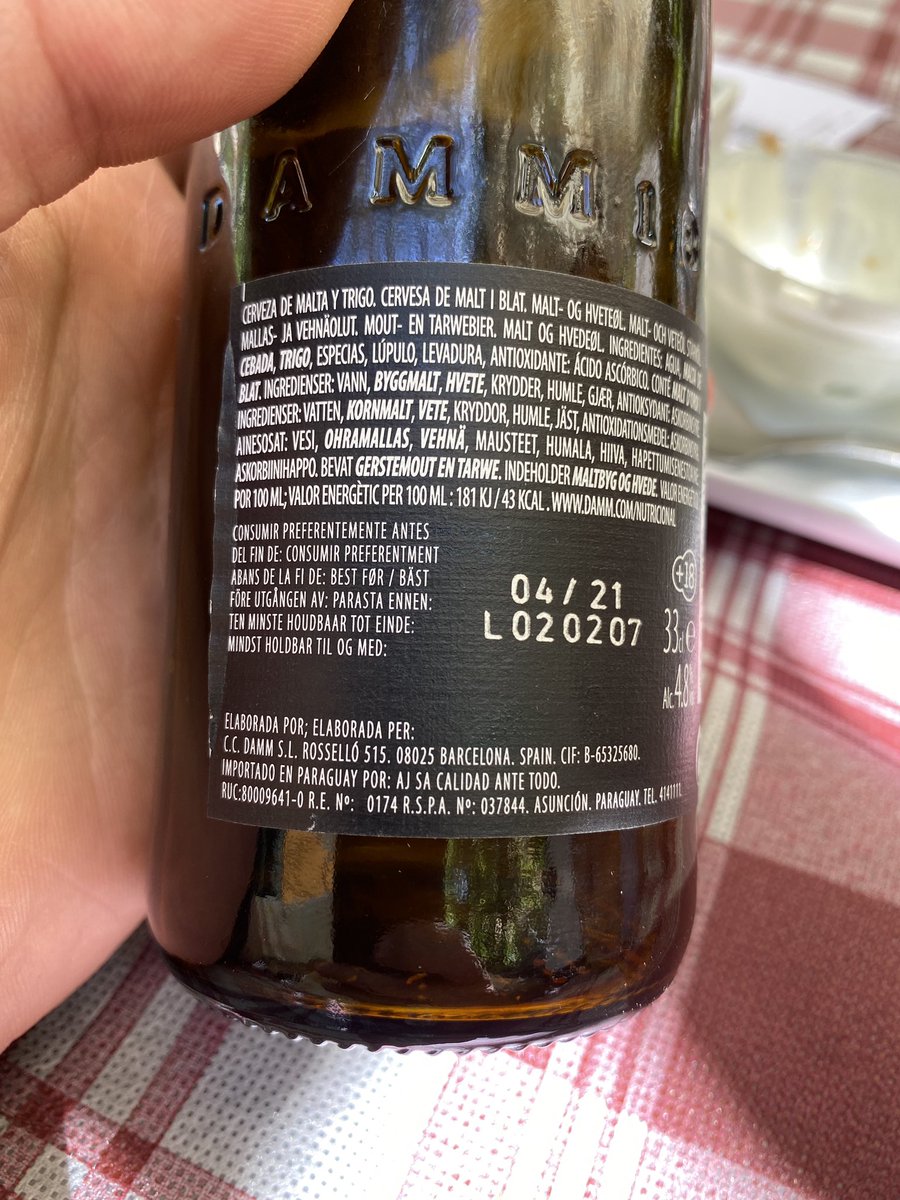 DAMM
CERVEZA DE MALTA Y TRIGO. CERVESA DE MALT I BLAT. MALT- OG HVETEØL. MALT- OCH VETEÖL.
MALLAS- JA VEHNÄOLUT. MOUT- EN TARWEBIER. MALT OG HVEDEØL. INGREDIENTES: AGUA,
CEBADA, TRIGO, ESPECIAS, LÚPULO, LEVADURA, ANTIOXIDANTE: ÁCIDO ASCÓRBICO. CONTÉ MALT D'ORDI
BLAT. INGREDIENSER: VANN, BYGGMALT, HVETE, KRYDDER, HUMLE, GJÆR, ANTIOKSYDANT:
INGREDIENSER: VATTEN, KORNMALT, VETE, KRYDDOR, HUMLE, JÄST, ANTIOXIDATIONSMEDEL:
AINESOSAT: VESI, OHRAMALLAS, VEHNÄ, MAUSTEET, HUMALA, HIIVA,
ASKORBIINIHAPPO. BEVAT GERSTEMOUT EN TARWE. INDEHOLDER MALTBYG OG HVEDE. VALOR
POR 100 ML; VALOR ENERGÈTIC PER 100 ML : 181 KJ / 43 KCAL . WWW.DAMM.COM/NUTRICIONAL
CONSUMIR PREFERENTEMENTE ANTES
DEL FIN DE: CONSUMIR PREFERENTMENT
ABANS DE LA FI DE: BEST FØR / BÄST
FÖRE UTGÅNGEN AV: PARASTA ENNEN:
TEN MINSTE HOUDBAAR TOT EINDE:
MINDST HOLDBAR TIL OG MED:
04/21
L020207
+18
33cl e
Alc. 4.8%
ELABORADA POR; ELABORADA PER:
C.C. DAMM S.L. ROSSELLÓ 515. 08025 BARCELONA. SPAIN. CIF: B-65325680.
IMPORTADO EN PARAGUAY POR: AJ SA CALIDAD ANTE TODO.
RUC:80009641-0 R.E. Nº: 0174 R.S.P.A. Nº: 037844. ASUNCIÓN. PARAGUAY. TEL.